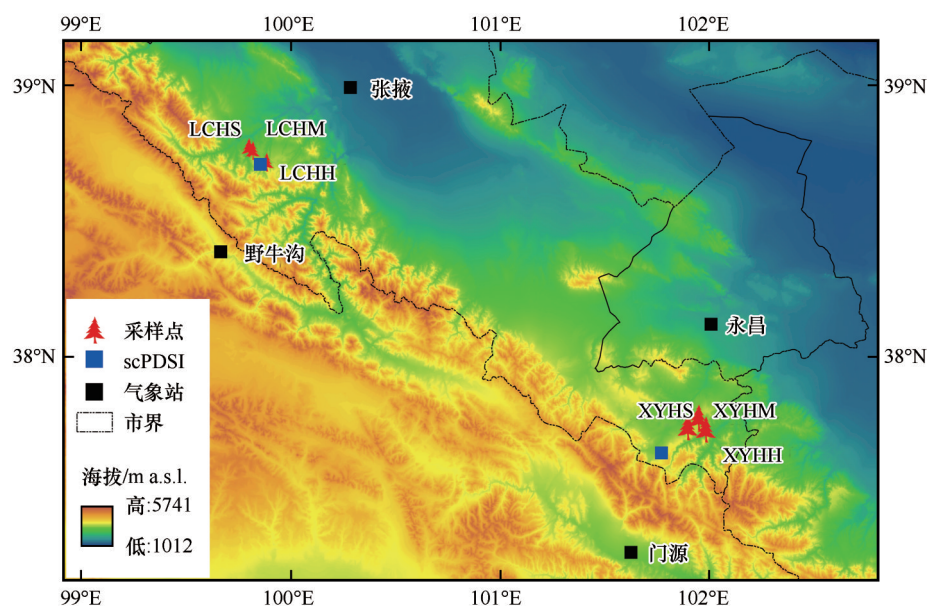 99°E 100°E 101°E 102°E
39°N 39°N
张掖
LCHS LCHM
LCHH
野牛沟
永昌
38°N 38°N
XYHS XYHM
XYHH
门源
采样点
scPDSI
气象站
市界
海拔/m a.s.l.
高:5741
低:1012
99°E 100°E 101°E 102°E